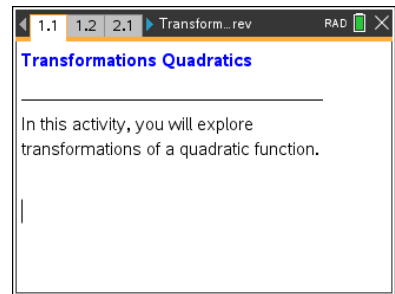 1.1 1.2 2.1 Transform...rev RAD
Transformations Quadratics
In this activity, you will explore
transformations of a quadratic function.